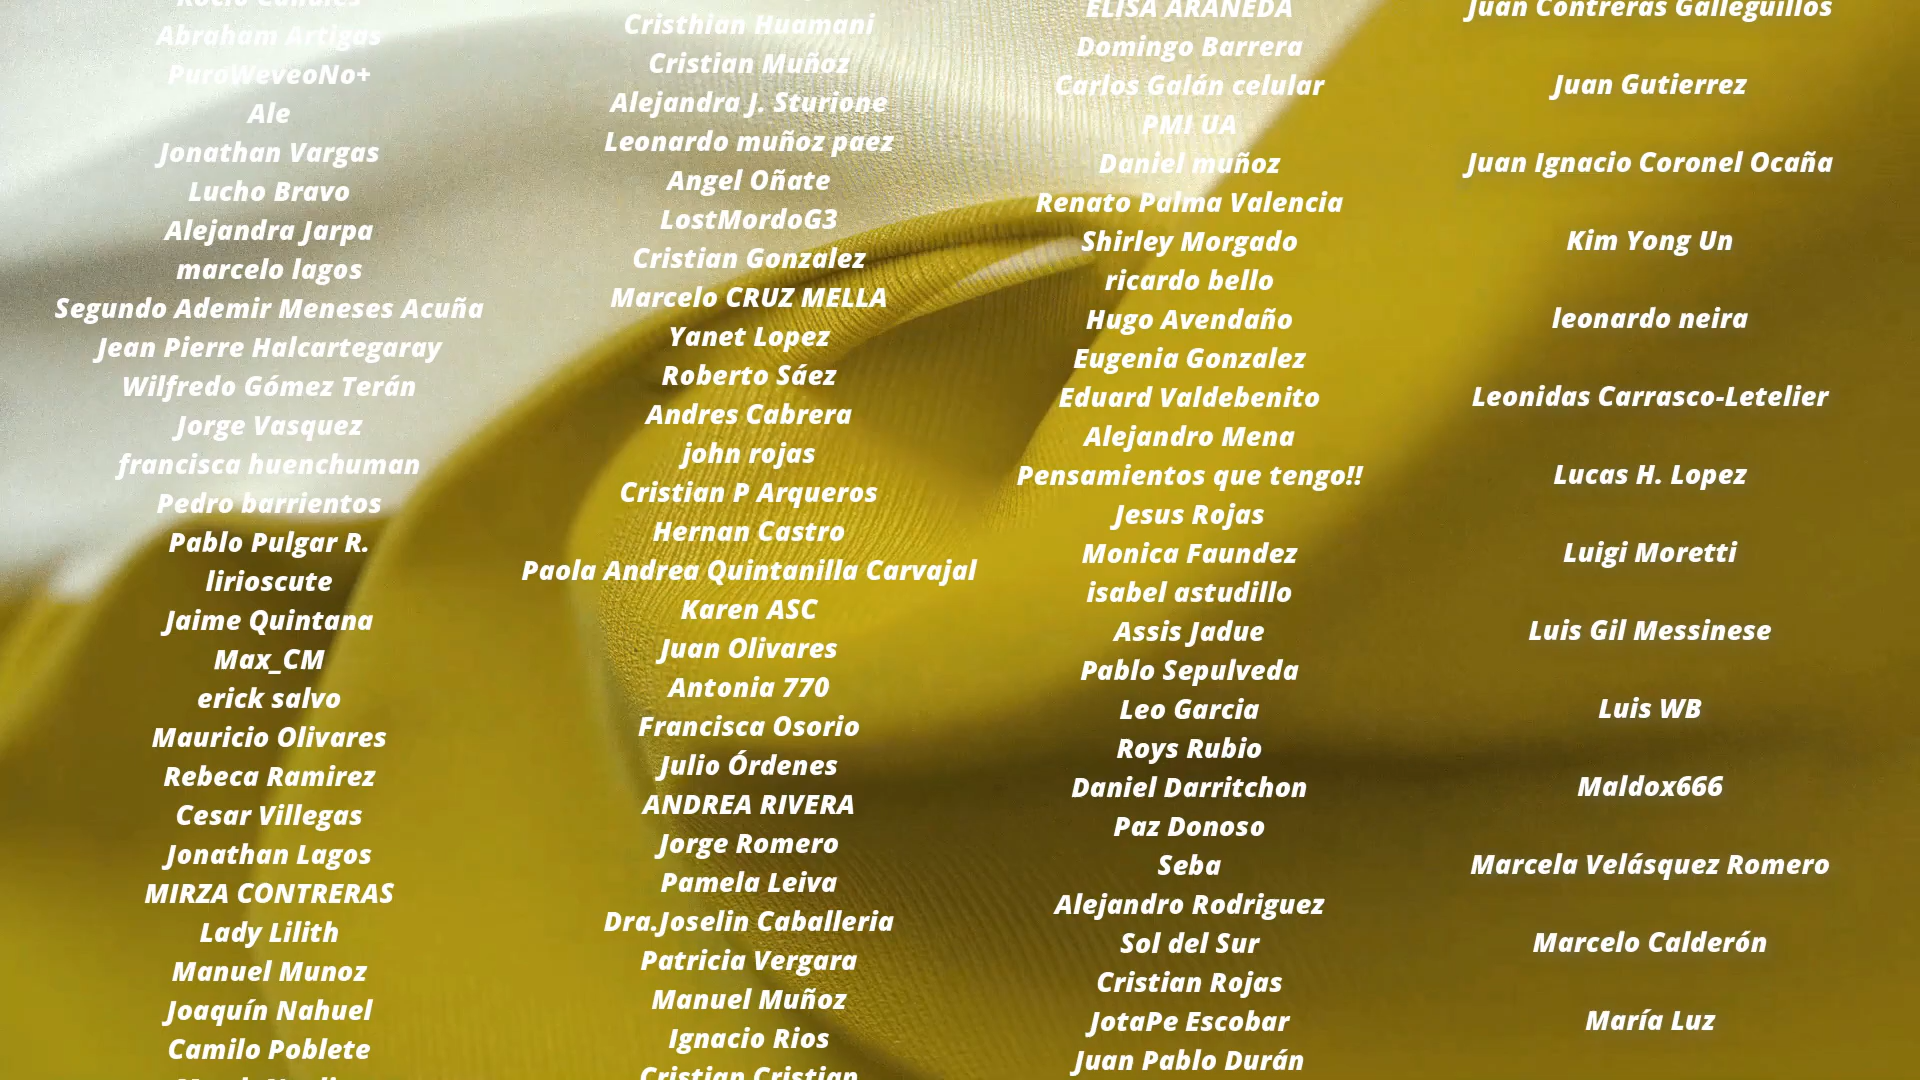 Abraham Artigas
PuroWeveoNo+
Ale
Jonathan Vargas
Lucho Bravo
Alejandra Jarpa
marcelo lagos
Segundo Ademir Meneses Acuña
Jean Pierre Halcartegaray
Wilfredo Gómez Terán
Jorge Vasquez
francisca huenchuman
Pedro barrientos
Pablo Pulgar R.
lirioscute
Jaime Quintana
Max_CM
erick salvo
Mauricio Olivares
Rebeca Ramirez
Cesar Villegas
Jonathan Lagos
MIRZA CONTRERAS
Lady Lilith
Manuel Munoz
Joaquín Nahuel
Camilo Poblete
Cristhian Huamani
Cristian Muñoz
Alejandra J. Sturione
Leonardo muñoz paez
Angel Oñate
LostMordoG3
Cristian Gonzalez
Marcelo CRUZ MELLA
Yanet Lopez
Roberto Sáez
Andres Cabrera
john rojas
Cristian P Arqueros
Hernan Castro
Paola Andrea Quintanilla Carvajal
Karen ASC
Juan Olivares
Antonia 770
Francisca Osorio
Julio Órdenes
ANDREA RIVERA
Jorge Romero
Pamela Leiva
Dra.Joselin Caballeria
Patricia Vergara
Manuel Muñoz
Ignacio Rios
Cristian Cristian
ELISA ARANEDA
Domingo Barrera
Carlos Galán celular
PMI UA
Daniel muñoz
Renato Palma Valencia
Shirley Morgado
ricardo bello
Hugo Avendaño
Eugenia Gonzalez
Eduard Valdebenito
Alejandro Mena
Pensamientos que tengo!!
Jesus Rojas
Monica Faundez
isabel astudillo
Assis Jadue
Pablo Sepulveda
Leo Garcia
Roys Rubio
Daniel Darritchon
Paz Donoso
Seba
Alejandro Rodriguez
Sol del Sur
Cristian Rojas
JotaPe Escobar
Juan Pablo Durán
Juan Contreras Galleguillos
Juan Gutierrez
Juan Ignacio Coronel Ocaña
Kim Yong Un
leonardo neira
Leonidas Carrasco-Letelier
Lucas H. Lopez
Luigi Moretti
Luis Gil Messinese
Luis WB
Maldox666
Marcela Velásquez Romero
Marcelo Calderón
María Luz